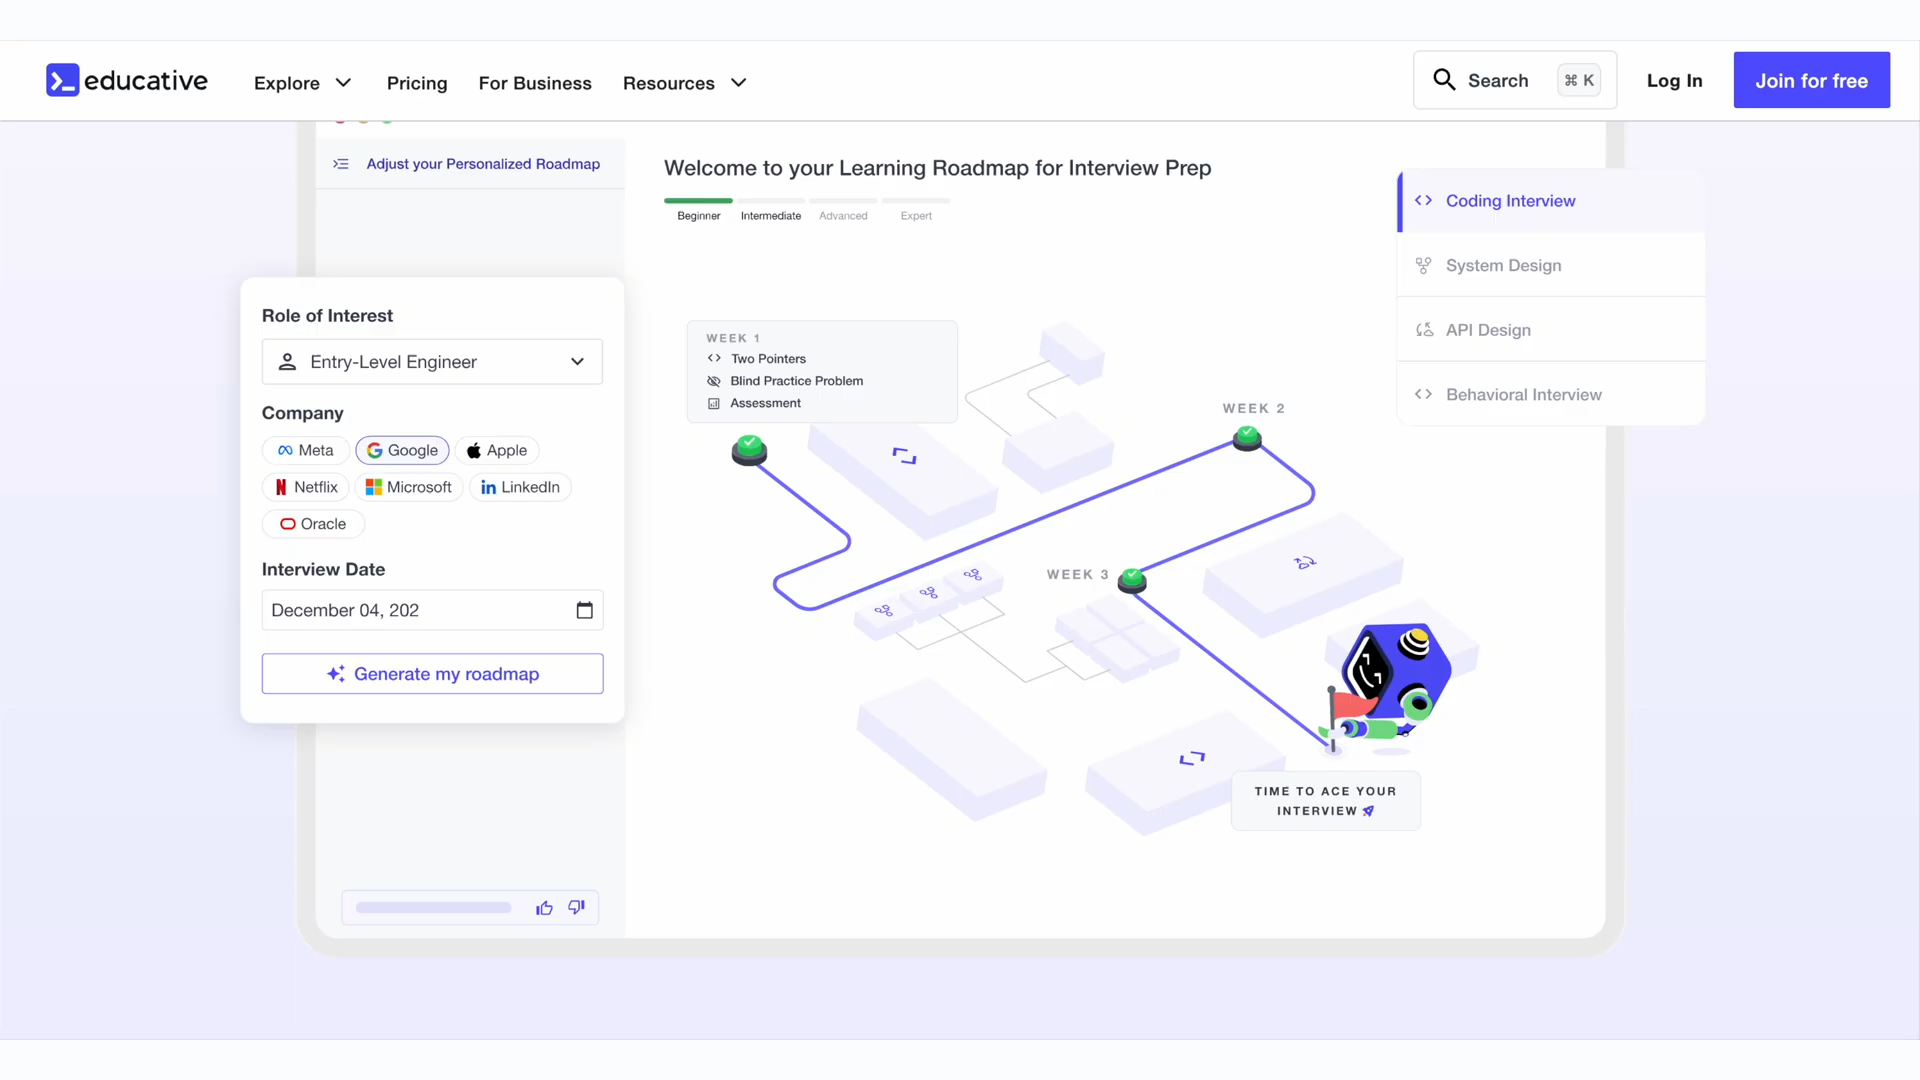 educative
Explore
Pricing
For Business
Resources
Search
⌘ K
Log In
Join for free
Adjust your Personalized Roadmap
Welcome to your Learning Roadmap for Interview Prep
Beginner
Intermediate
Advanced
Expert
Coding Interview
System Design
API Design
Behavioral Interview
Role of Interest
Entry-Level Engineer
Company
Meta
Google
Apple
Netflix
Microsoft
LinkedIn
Oracle
Interview Date
December 04, 202
Generate my roadmap
WEEK 1
Two Pointers
Blind Practice Problem
Assessment
WEEK 2
WEEK 3
TIME TO ACE YOUR
INTERVIEW